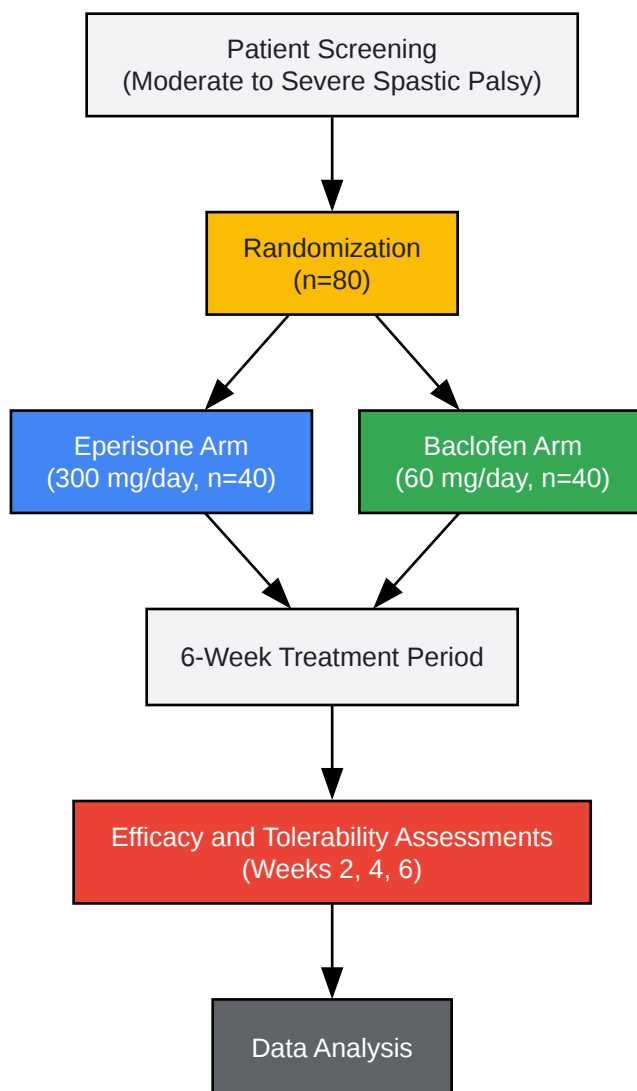 Patient Screening
(Moderate to Severe Spastic Palsy)
Randomization
(n=80)
Eperisone Arm
(300 mg/day, n=40)
Baclofen Arm
(60 mg/day, n=40)
6-Week Treatment Period
Efficacy and Tolerability Assessments
(Weeks 2, 4, 6)
Data Analysis